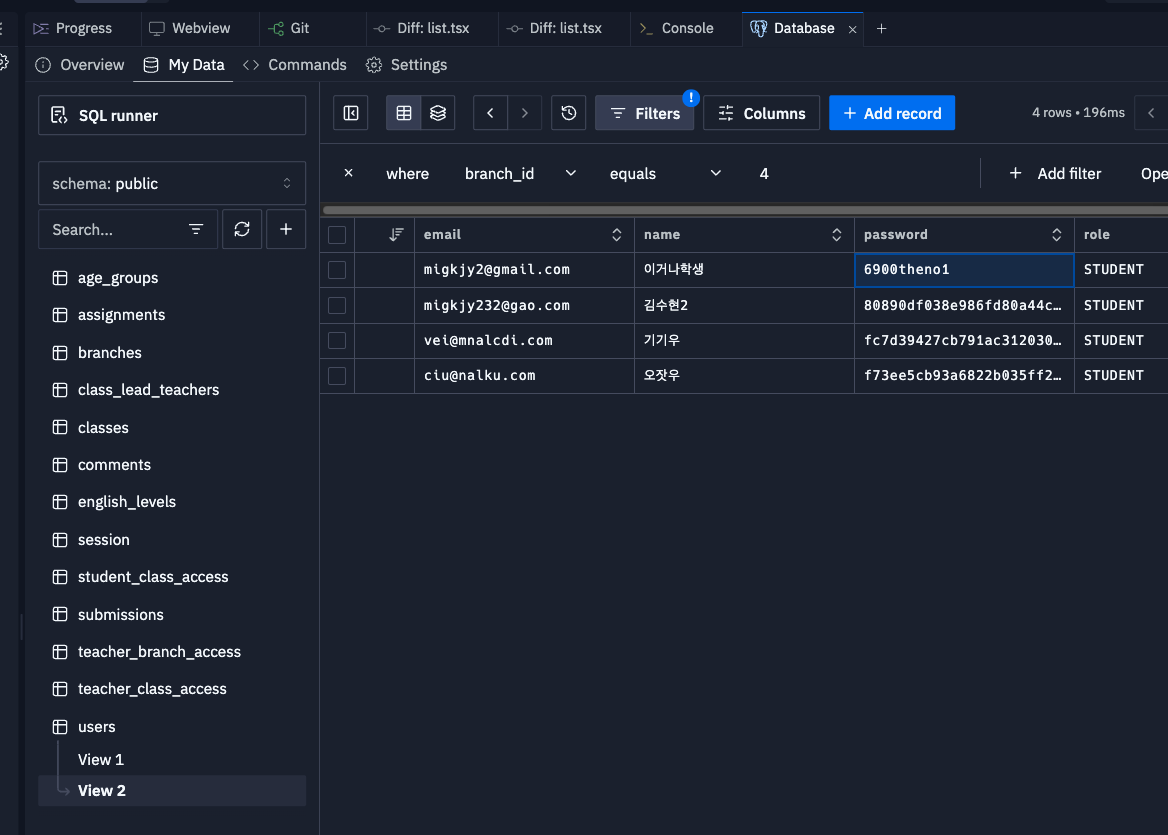 Progress Webview Git Diff: list.tsx Diff: list.tsx Console Database
Overview My Data Commands Settings
SQL runner
schema: public
Search...
age_groups
assignments
branches
class_lead_teachers
classes
comments
english_levels
session
student_class_access
submissions
teacher_branch_access
teacher_class_access
users
View 1
View 2
Filters ! Columns + Add record 4 rows • 196ms
× where branch_id equals 4 + Add filter Ope
email name password role
migkjy2@gmail.com 이거나학생 6900theno1 STUDENT
migkjy232@gao.com 김수현2 80890df038e986fd80a44c… STUDENT
vei@mnalcdi.com 기기우 fc7d39427cb791ac312030… STUDENT
ciu@nalku.com 오잣우 f73ee5cb93a6822b035ff2… STUDENT